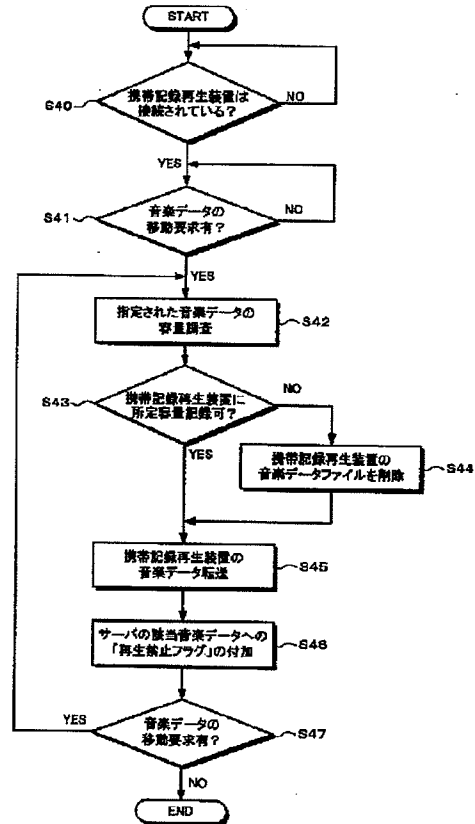 START
S40
携帯記録再生装置は
接続されている?
NO
YES
S41
音楽データの
移動要求有?
NO
YES
指定された音楽データの
容量調査
S42
S43
携帯記録再生装置に
所定容量記録可?
NO
YES
携帯記録再生装置の
音楽データファイルを削除
S44
携帯記録再生装置の
音楽データ転送
S45
サーバの該当音楽データへの
「再生禁止フラグ」の付加
S46
YES
音楽データの
移動要求有?
S47
NO
END